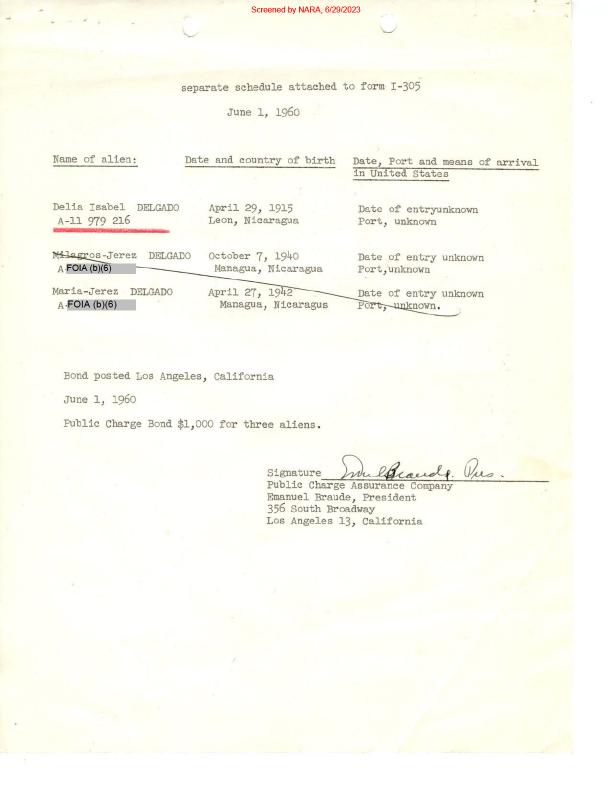 Screened by NARA, 6/29/2023
separate schedule attached to form I-305
June 1, 1960
Name of alien: Date and country of birth Date, Port and means of arrival
in United States
Delia Isabel DELGADO April 29, 1915 Date of entryunknown
A-11 979 216 Leon, Nicaragua Port, unknown
Milagros-Jerez DELGADO October 7, 1940 Date of entry unknown
A FOIA (b)(6) Managua, Nicaragua Port,unknown
Maria-Jerez DELGADO April 27, 1942 Date of entry unknown
A-FOIA (b)(6) Managua, Nicaragus Port, unknown.
Bond posted Los Angeles, California
June 1, 1960
Public Charge Bond $1,000 for three aliens.
Signature Emanuel Braude, Pres.
Public Charge Assurance Company
Emanuel Braude, President
356 South Broadway
Los Angeles 13, California